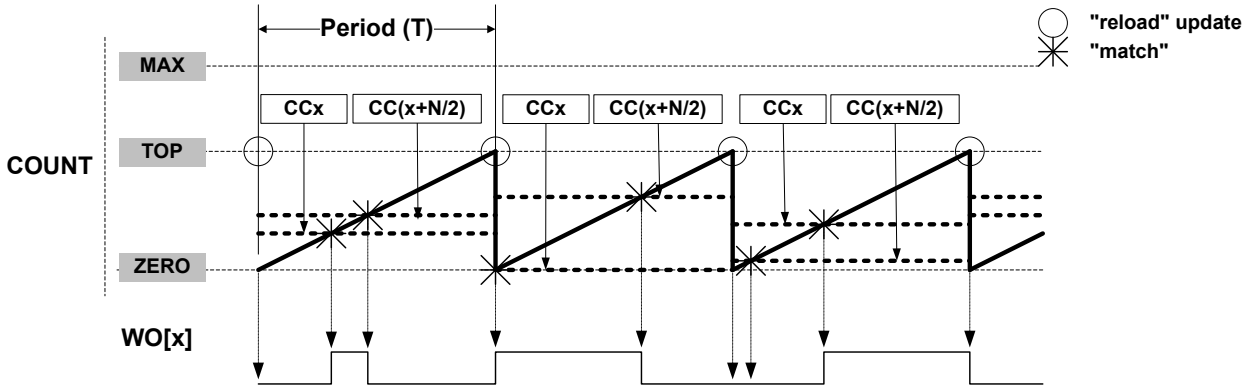 Period (T)
"reload" update
"match"
MAX
CCx
CC(x+N/2)
CCx
CC(x+N/2)
CCx
CC(x+N/2)
TOP
COUNT
ZERO
WO[x]